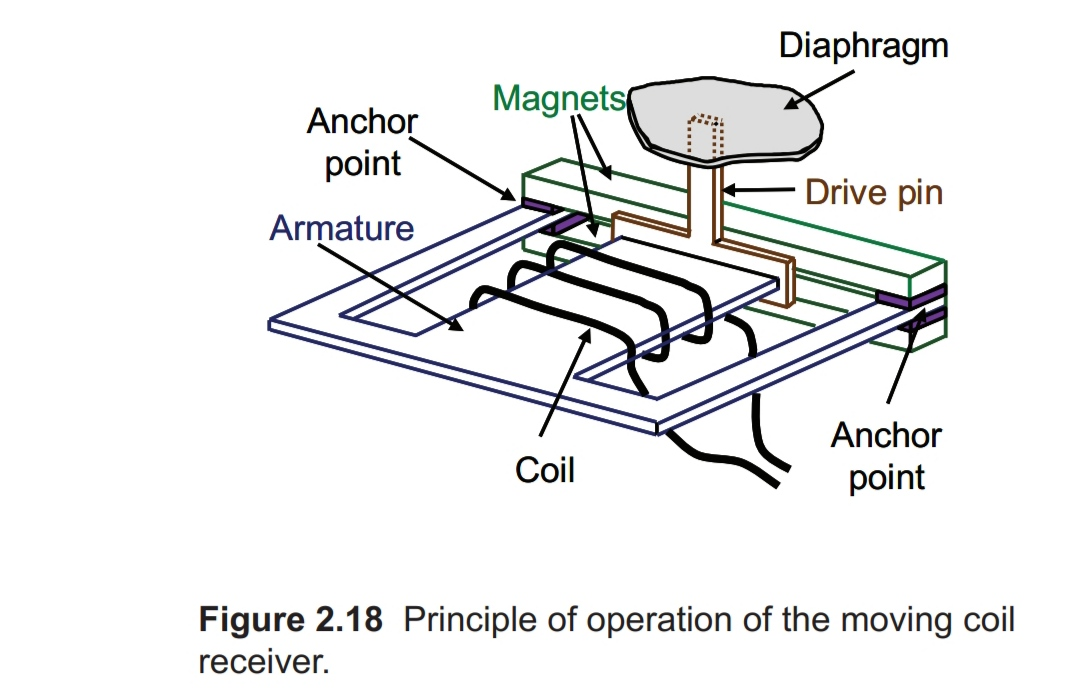 Diaphragm
Magnets
Anchor
point
Armature
Drive pin
Anchor
point
Coil
Figure 2.18 Principle of operation of the moving coil
receiver.